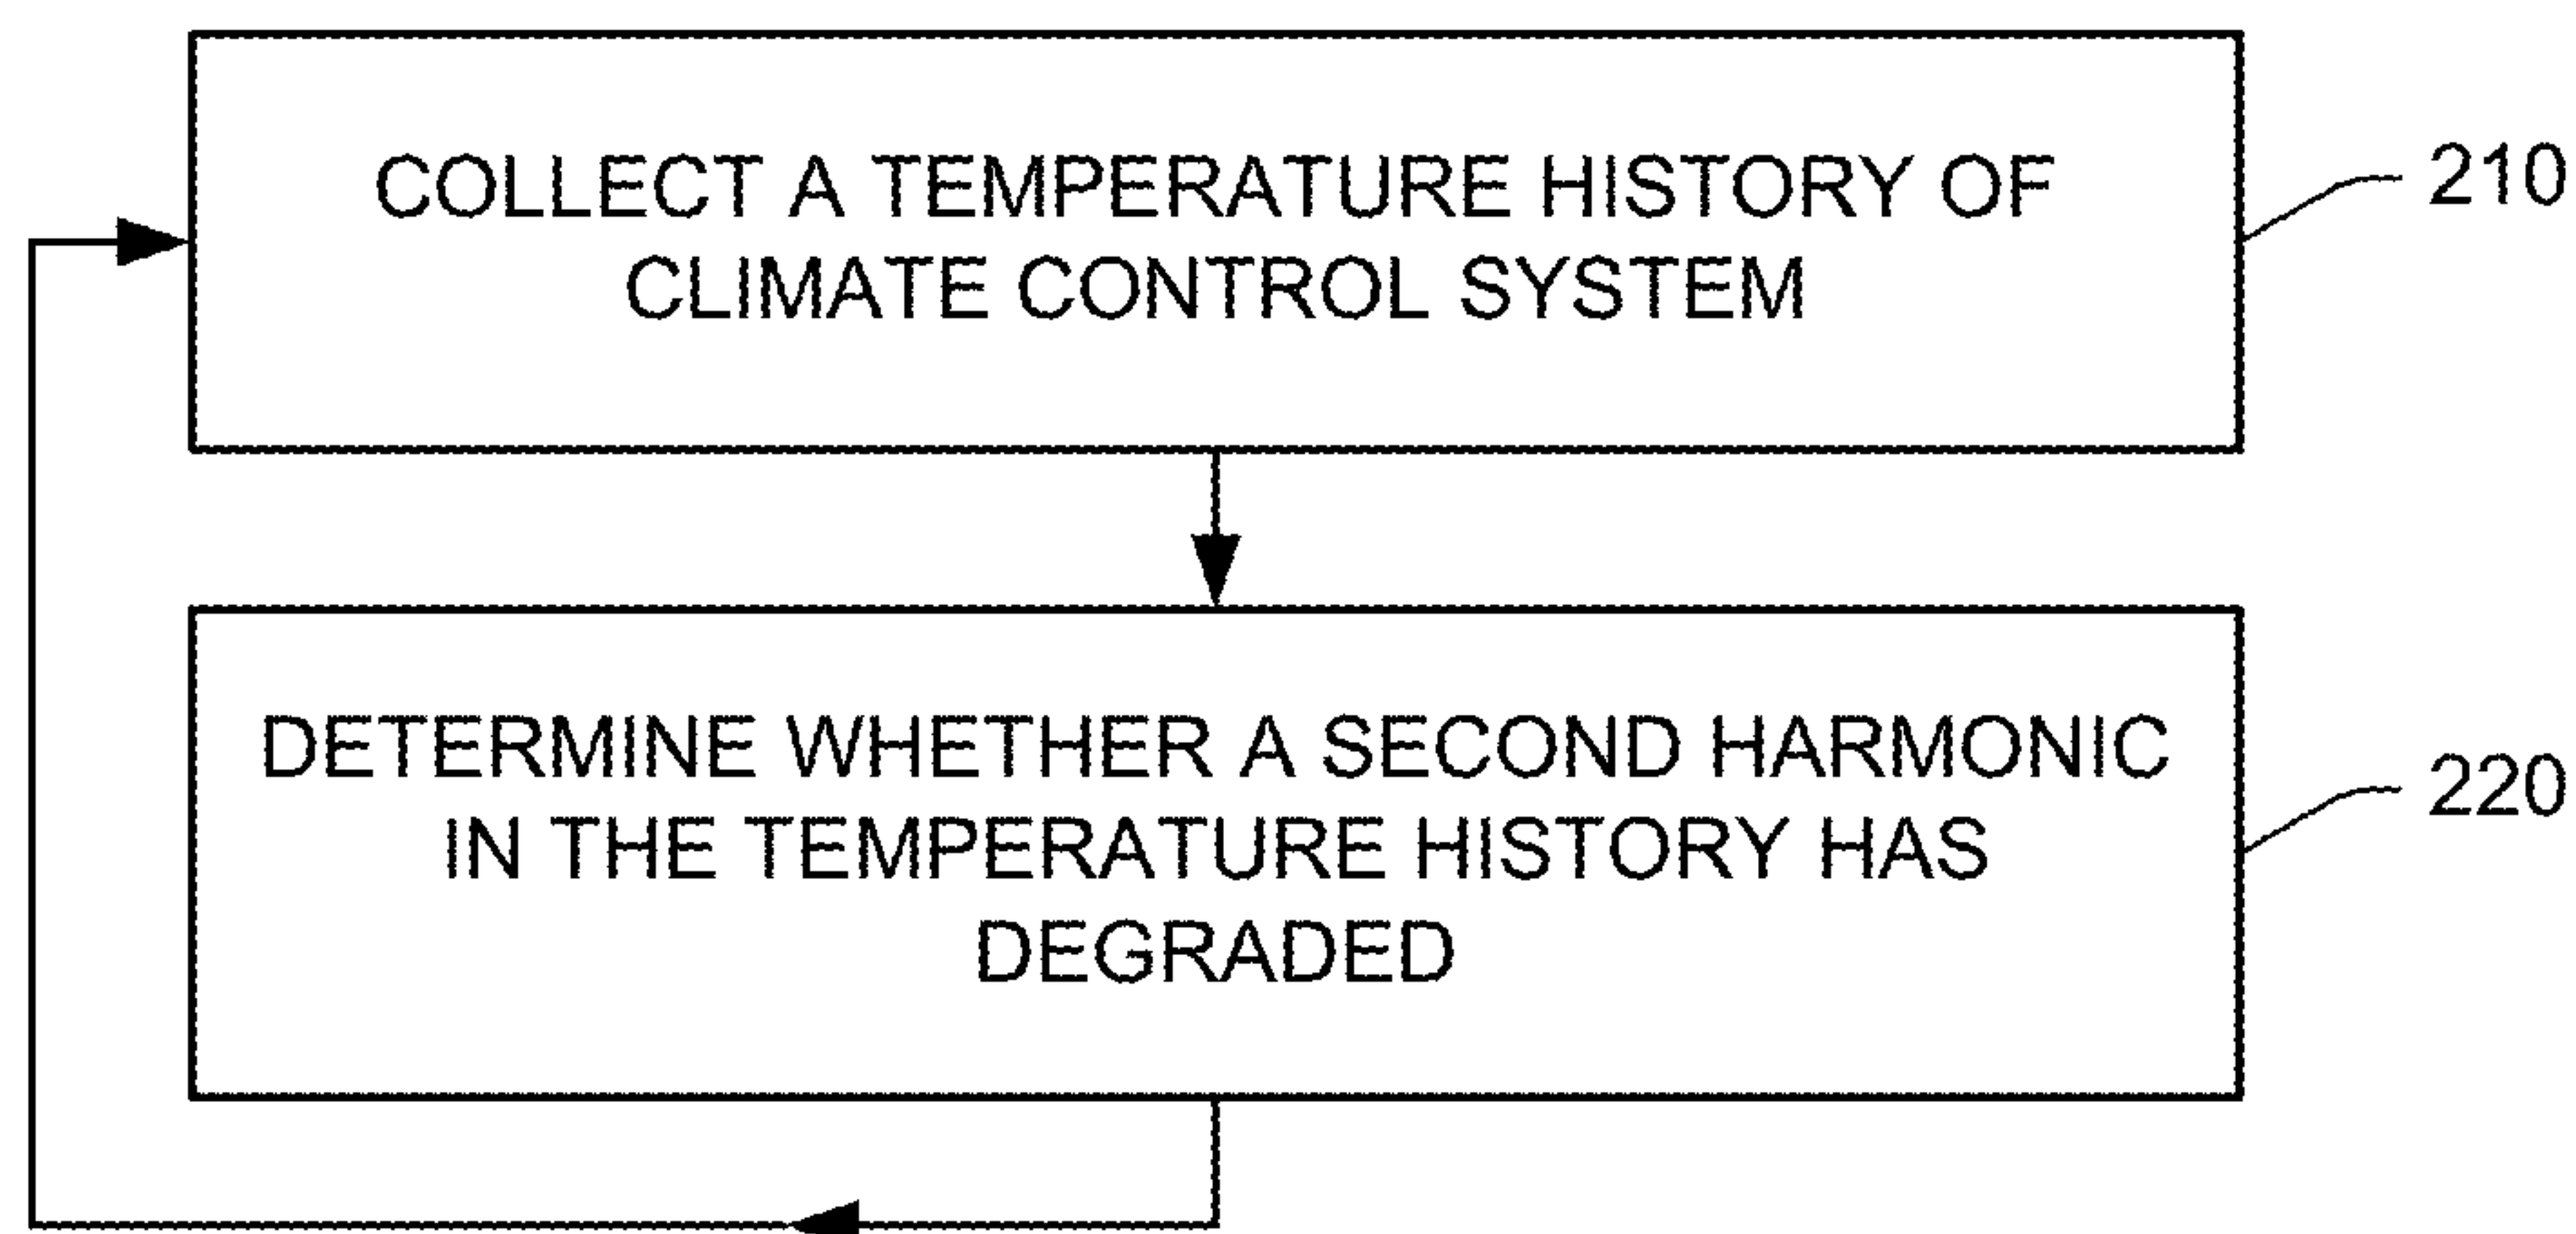 COLLECT A TEMPERATURE HISTORY OF
CLIMATE CONTROL SYSTEM
210
DETERMINE WHETHER A SECOND HARMONIC
IN THE TEMPERATURE HISTORY HAS
DEGRADED
220